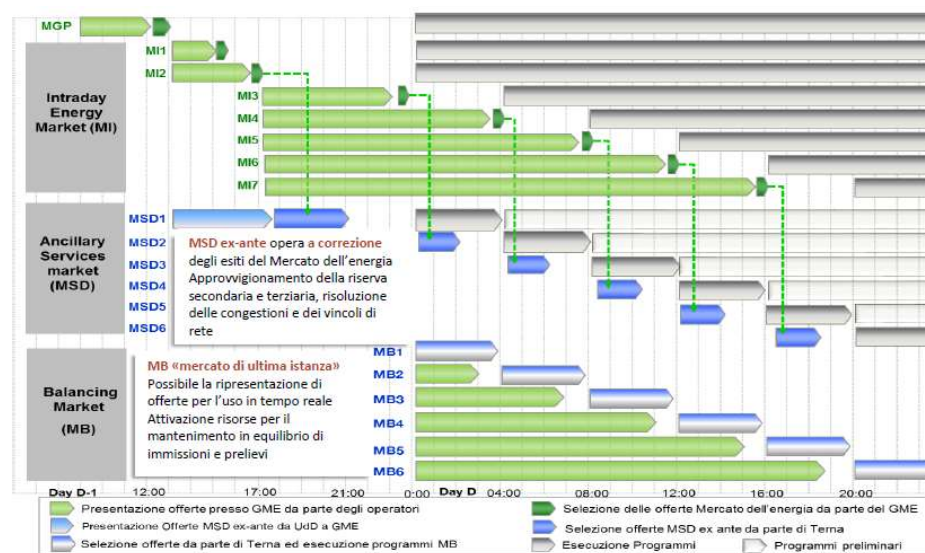 MGP
MI1
MI2
Intraday
Energy
Market (MI)
MI3
MI4
MI5
MI6
MI7
Ancillary
Services
market
(MSD)
MSD1
MSD2
MSD3
MSD4
MSD5
MSD6
MSD ex-ante opera a correzione
degli esiti del Mercato dell'energia
Approvvigionamento della riserva
secondaria e terziaria, risoluzione
delle congestioni e dei vincoli di
rete
Balancing
Market
(MB)
MB «mercato di ultima istanza»
Possibile la ripresentazione di
offerte per l'uso in tempo reale
Attivazione risorse per il
mantenimento in equilibrio di
immissioni e prelievi
MB1
MB2
MB3
MB4
MB5
MB6
Day D-1 12:00 17:00 21:00 0:00 Day D 04:00 08:00 12:00 16:00 20:00
Presentazione offerte presso GME da parte degli operatori
Selezione delle offerte Mercato dell'energia da parte del GME
Presentazione Offerte MSD ex-ante da UdD a GME
Selezione offerte MSD ex ante da parte di Terna
Selezione offerte da parte di Terna ed esecuzione programmi MB
Esecuzione Programmi
Programmi preliminari